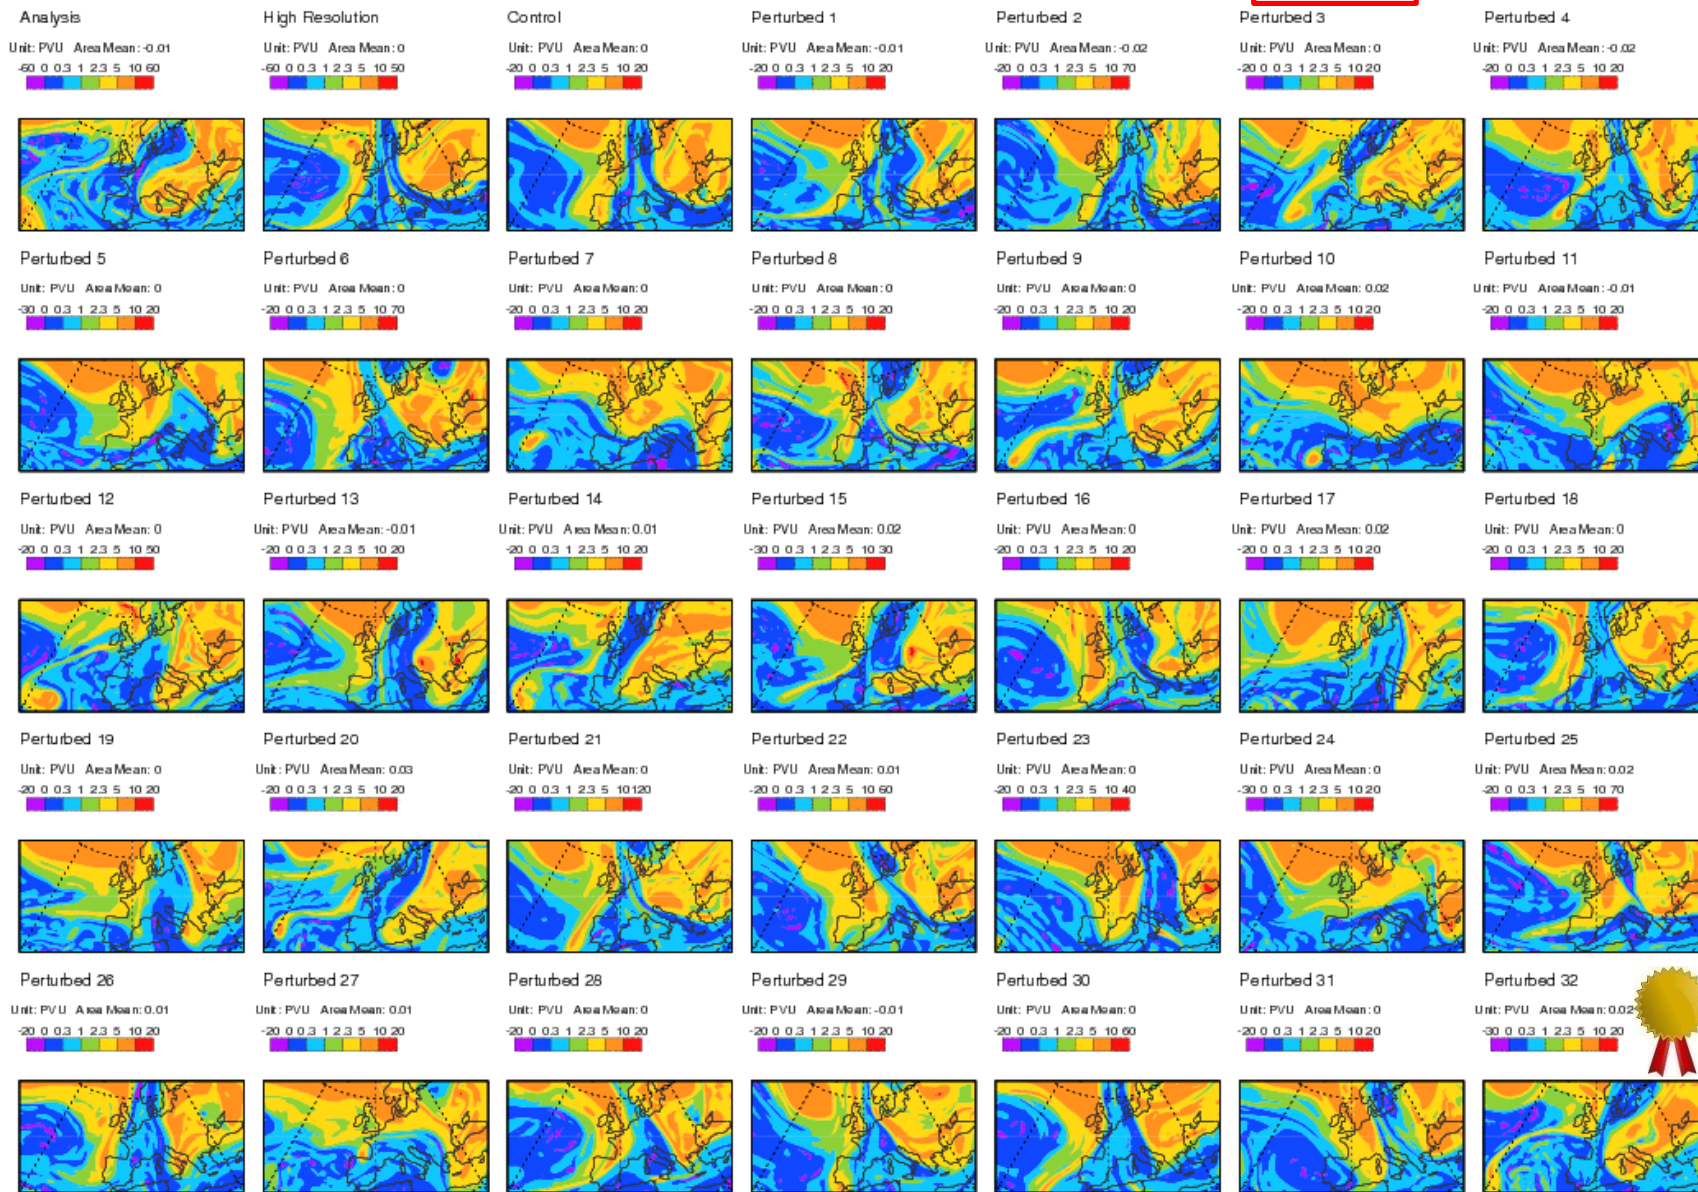 Analysis High Resolution Control Perturbed 1 Perturbed 2 Perturbed 3 Perturbed 4
Unit: PVU Area Mean: -0.01 Unit: PVU Area Mean: 0 Unit: PVU Area Mean: 0 Unit: PVU Area Mean: -0.01 Unit: PVU Area Mean: -0.02 Unit: PVU Area Mean: 0 Unit: PVU Area Mean: -0.02
-60 0 0.3 1 2 3 5 10 60 -60 0 0.3 1 2 3 5 10 50 -20 0 0.3 1 2 3 5 10 20 -20 0 0.3 1 2 3 5 10 20 -20 0 0.3 1 2 3 5 10 70 -20 0 0.3 1 2 3 5 10 20 -20 0 0.3 1 2 3 5 10 20
Perturbed 5 Perturbed 6 Perturbed 7 Perturbed 8 Perturbed 9 Perturbed 10 Perturbed 11
Unit: PVU Area Mean: 0 Unit: PVU Area Mean: 0 Unit: PVU Area Mean: 0 Unit: PVU Area Mean: 0 Unit: PVU Area Mean: 0 Unit: PVU Area Mean: 0.02 Unit: PVU Area Mean: -0.01
-30 0 0.3 1 2 3 5 10 20 -20 0 0.3 1 2 3 5 10 70 -20 0 0.3 1 2 3 5 10 20 -20 0 0.3 1 2 3 5 10 20 -20 0 0.3 1 2 3 5 10 20 -20 0 0.3 1 2 3 5 10 20 -20 0 0.3 1 2 3 5 10 20
Perturbed 12 Perturbed 13 Perturbed 14 Perturbed 15 Perturbed 16 Perturbed 17 Perturbed 18
Unit: PVU Area Mean: 0 Unit: PVU Area Mean: -0.01 Unit: PVU Area Mean: 0.01 Unit: PVU Area Mean: 0.02 Unit: PVU Area Mean: 0 Unit: PVU Area Mean: 0.02 Unit: PVU Area Mean: 0
-20 0 0.3 1 2 3 5 10 50 -20 0 0.3 1 2 3 5 10 20 -20 0 0.3 1 2 3 5 10 20 -30 0 0.3 1 2 3 5 10 30 -20 0 0.3 1 2 3 5 10 20 -20 0 0.3 1 2 3 5 10 20 -20 0 0.3 1 2 3 5 10 20
Perturbed 19 Perturbed 20 Perturbed 21 Perturbed 22 Perturbed 23 Perturbed 24 Perturbed 25
Unit: PVU Area Mean: 0 Unit: PVU Area Mean: 0.03 Unit: PVU Area Mean: 0 Unit: PVU Area Mean: 0.01 Unit: PVU Area Mean: 0 Unit: PVU Area Mean: 0 Unit: PVU Area Mean: 0.02
-20 0 0.3 1 2 3 5 10 20 -20 0 0.3 1 2 3 5 10 20 -20 0 0.3 1 2 3 5 10 120 -20 0 0.3 1 2 3 5 10 60 -20 0 0.3 1 2 3 5 10 40 -30 0 0.3 1 2 3 5 10 20 -20 0 0.3 1 2 3 5 10 70
Perturbed 26 Perturbed 27 Perturbed 28 Perturbed 29 Perturbed 30 Perturbed 31 Perturbed 32
Unit: PVU Area Mean: 0.01 Unit: PVU Area Mean: 0.01 Unit: PVU Area Mean: 0 Unit: PVU Area Mean: -0.01 Unit: PVU Area Mean: 0 Unit: PVU Area Mean: 0 Unit: PVU Area Mean: 0.02
-20 0 0.3 1 2 3 5 10 20 -20 0 0.3 1 2 3 5 10 20 -20 0 0.3 1 2 3 5 10 20 -20 0 0.3 1 2 3 5 10 20 -20 0 0.3 1 2 3 5 10 60 -20 0 0.3 1 2 3 5 10 20 -30 0 0.3 1 2 3 5 10 20